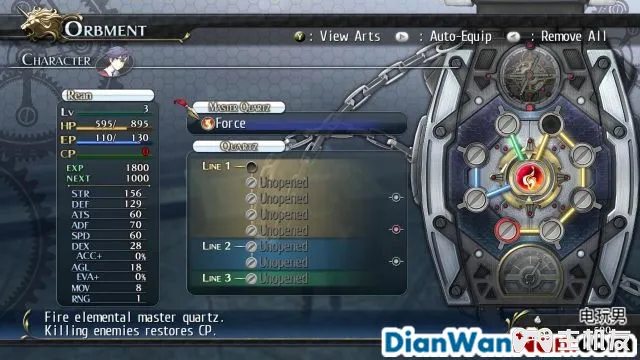 ORBMENT
Y: View Arts
: Auto-Equip
: Remove All
CHARACTER
Rean
Lv 3
HP 595/ 895
EP 110/ 130
CP 0
EXP 1800
NEXT 1000
STR 156
DEF 129
ATS 60
ADF 70
SPD 60
DEX 28
ACC+ 0%
AGL 18
EVA+ 0%
MOV 8
RNG 1
MASTER QUARTZ
Force
QUARTZ
LINE 1
Unopened
Unopened
Unopened
Unopened
LINE 2 Unopened
Unopened
LINE 3 Unopened
Fire elemental master quartz.
Killing enemies restores CP.
电玩男
DianWan